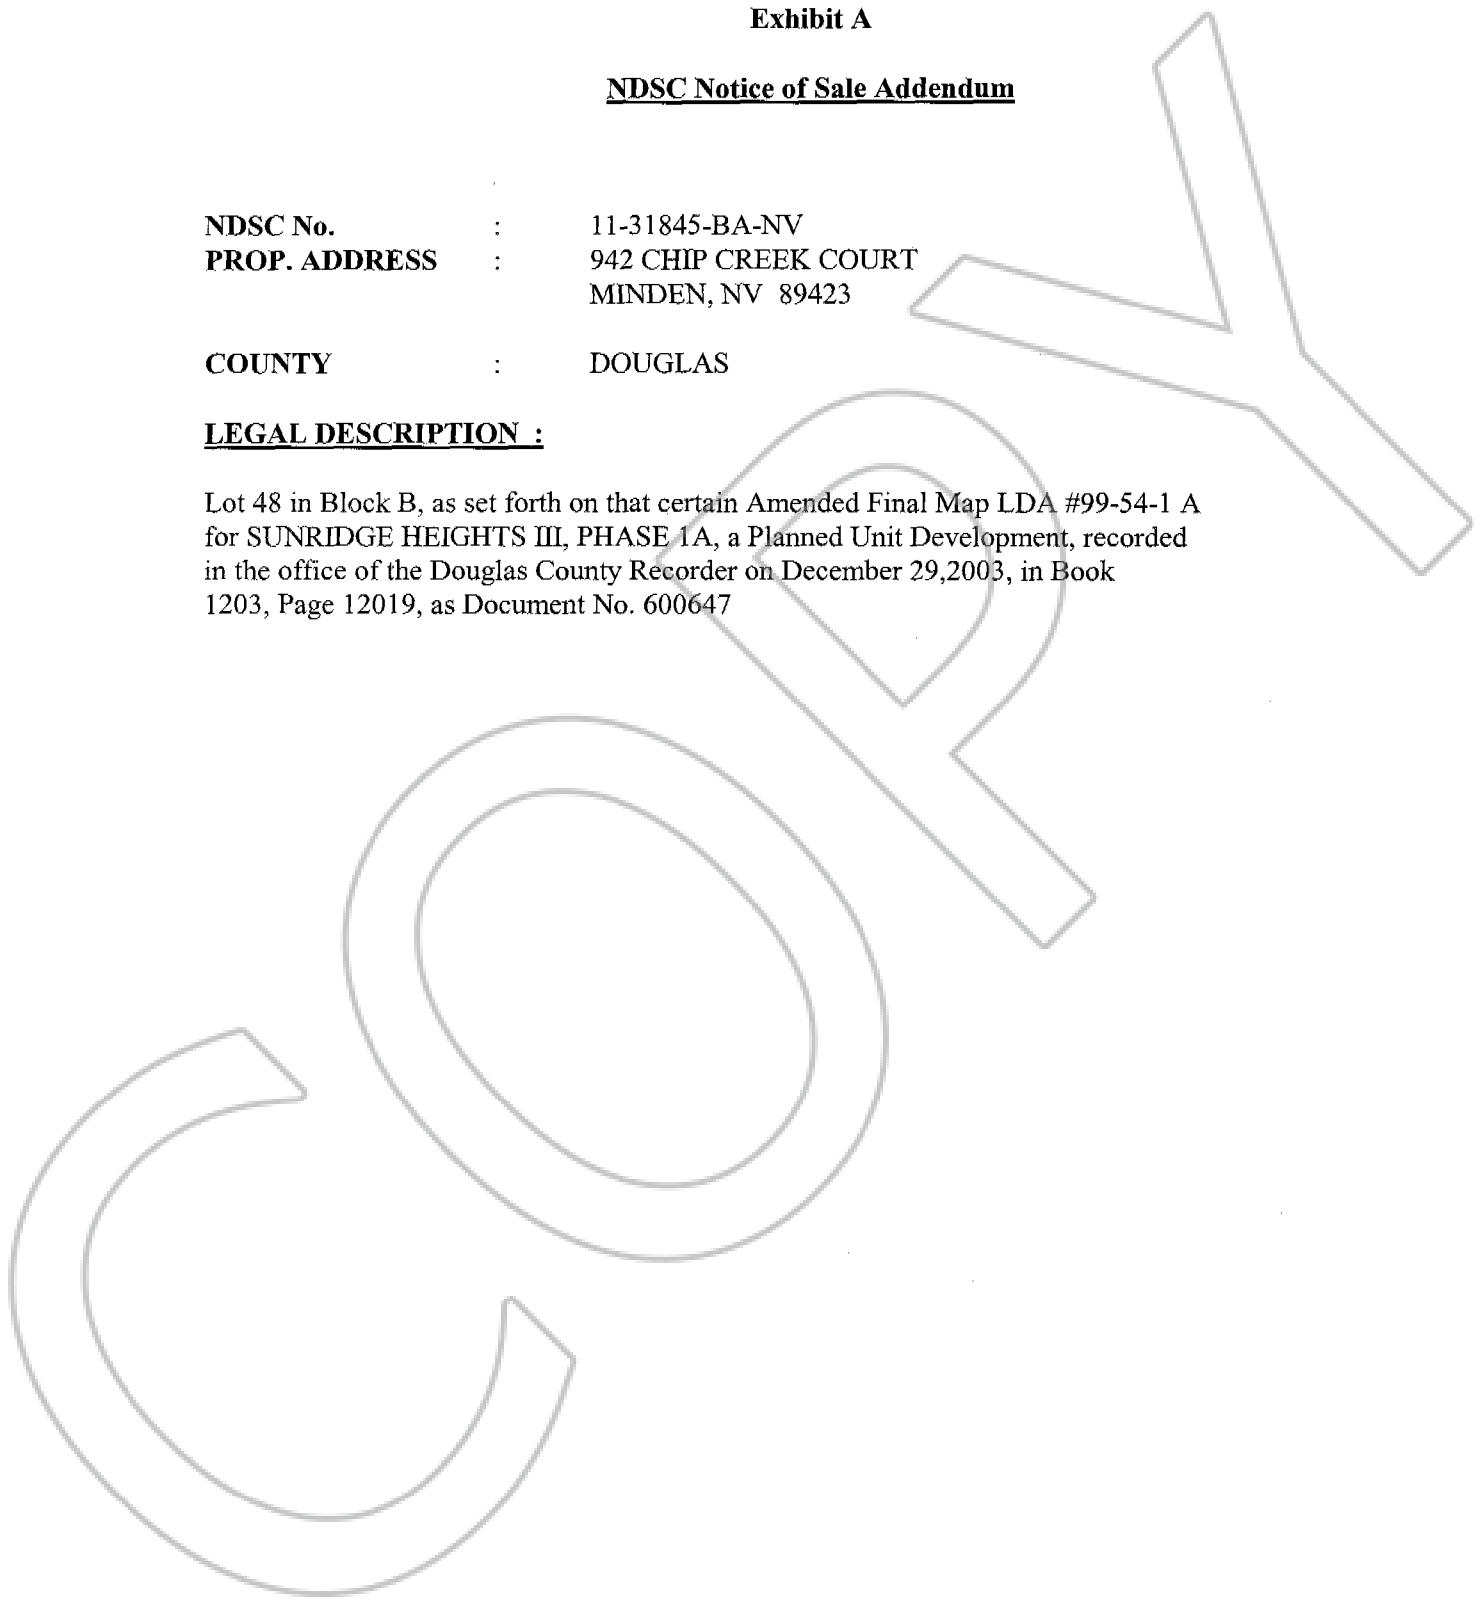 Exhibit A
NDSC Notice of Sale Addendum
NDSC No. : 11-31845-BA-NV
PROP. ADDRESS : 942 CHIP CREEK COURT
MINDEN, NV 89423
COUNTY : DOUGLAS
LEGAL DESCRIPTION :
Lot 48 in Block B, as set forth on that certain Amended Final Map LDA #99-54-1 A
for SUNRIDGE HEIGHTS III, PHASE 1A, a Planned Unit Development, recorded
in the office of the Douglas County Recorder on December 29,2003, in Book
1203, Page 12019, as Document No. 600647
COPY